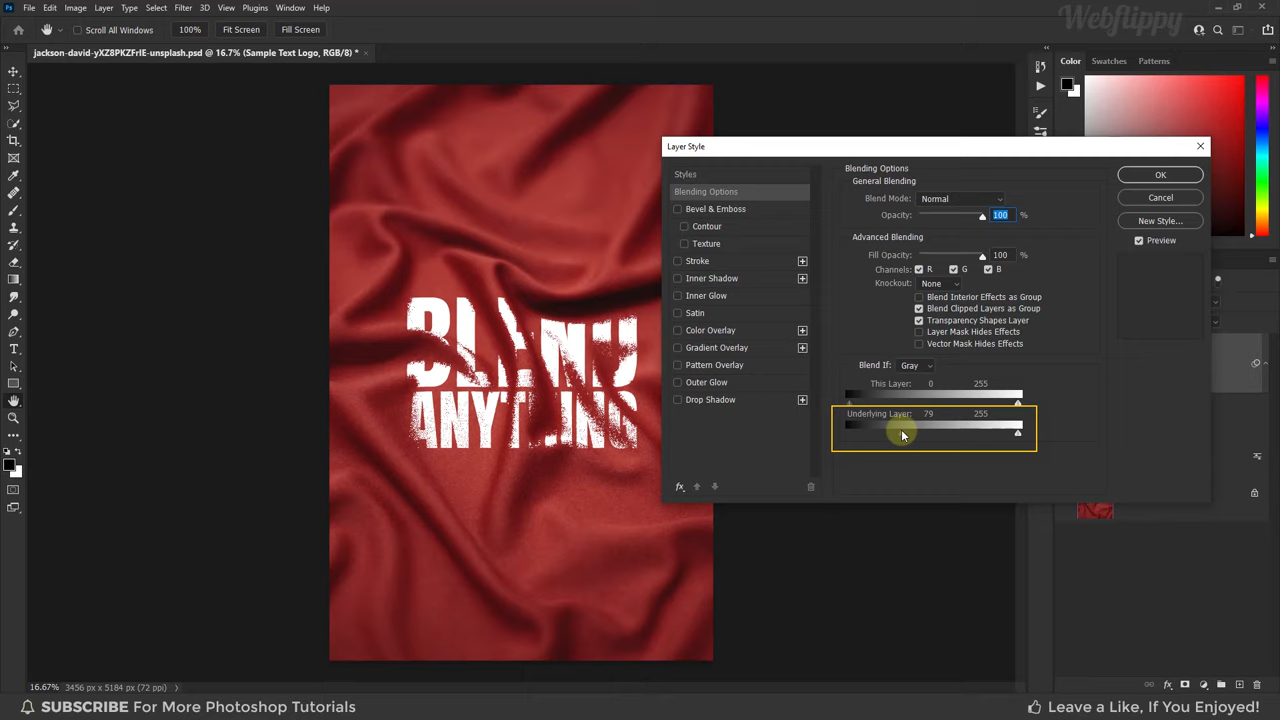 Ps File Edit Image Layer Type Select Filter 3D View Plugins Window Help
Webflippy
Scroll All Windows 100% Fit Screen Fill Screen
jackson-david-yXZ8PKZFrIE-unsplash.psd @ 16.7% (Sample Text Logo, RGB/8) * ×
Color Swatches Patterns
Layer Style
Styles
Blending Options
Bevel & Emboss
Contour
Texture
Stroke
Inner Shadow
Inner Glow
Satin
Color Overlay
Gradient Overlay
Pattern Overlay
Outer Glow
Drop Shadow
fx
Blending Options
General Blending
Blend Mode: Normal
Opacity: 100 %
Advanced Blending
Fill Opacity: 100 %
Channels: R G B
Knockout: None
Blend Interior Effects as Group
Blend Clipped Layers as Group
Transparency Shapes Layer
Layer Mask Hides Effects
Vector Mask Hides Effects
Blend If: Gray
This Layer: 0 255
Underlying Layer: 79 255
OK
Cancel
New Style...
Preview
BLEND
ANYTHING
16.67% 3456 px x 5184 px (72 ppi)
fx
SUBSCRIBE For More Photoshop Tutorials
Leave a Like, If You Enjoyed!